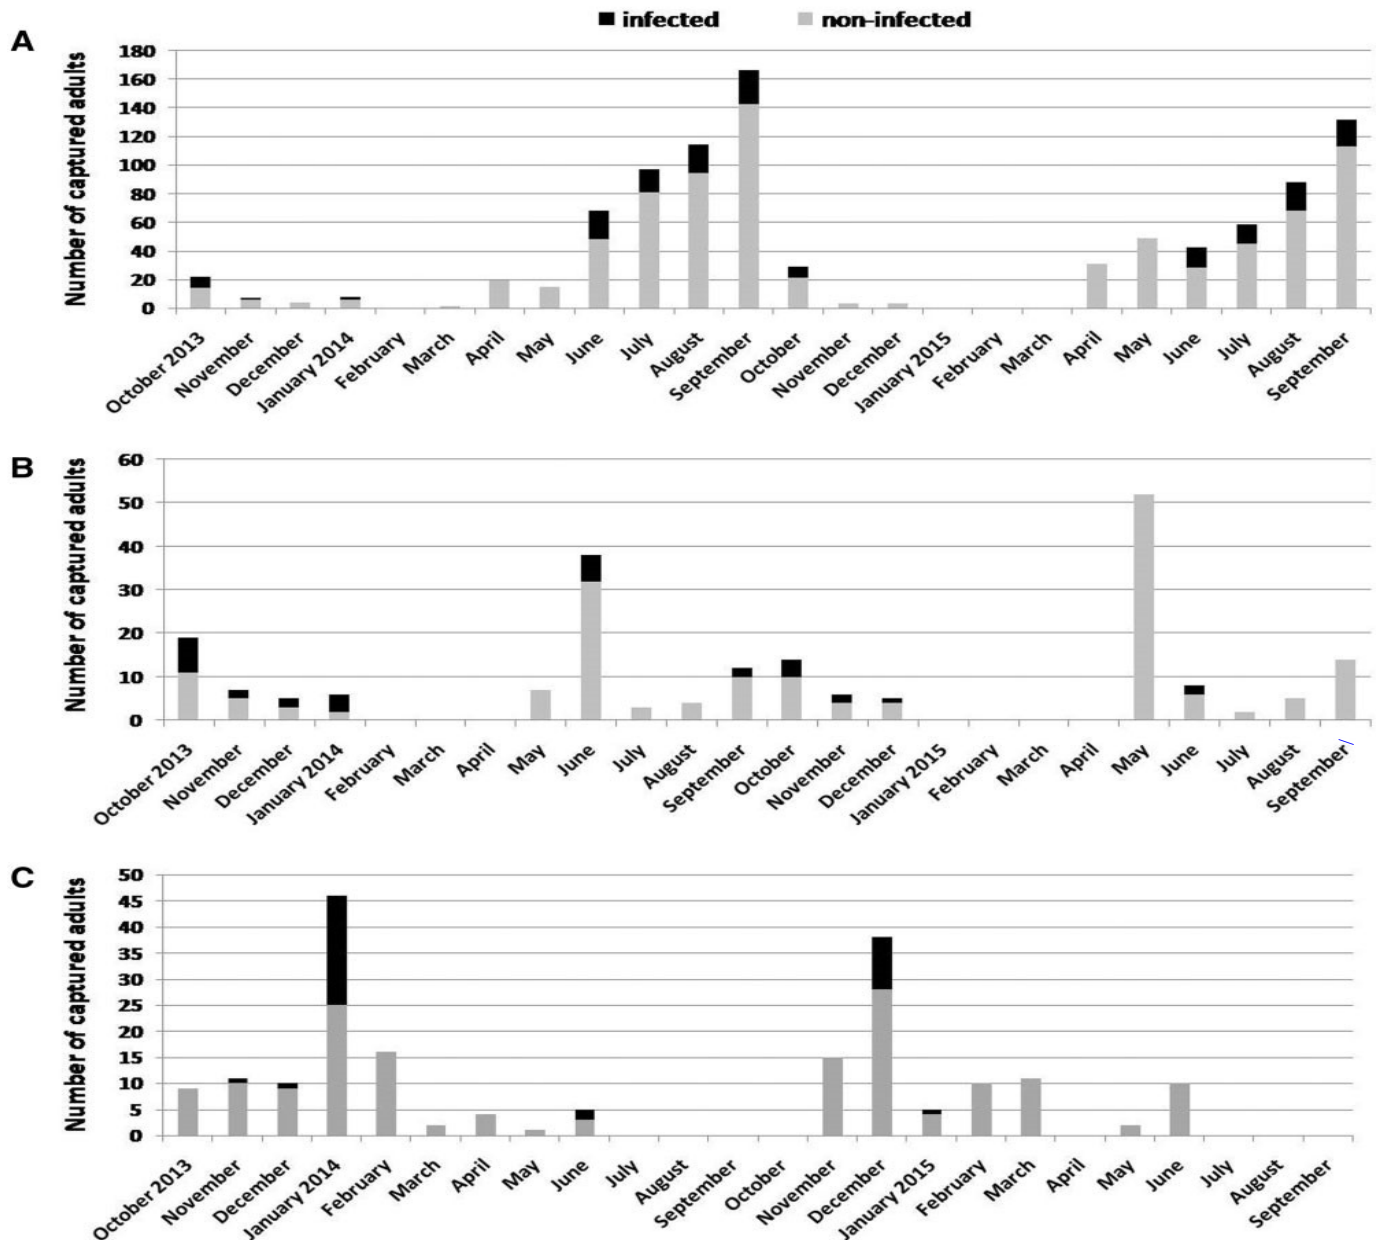 infected non-infected
A
Number of captured adults
180
160
140
120
100
80
60
40
20
0
October 2013 November December January 2014 February March April May June July August September October November December January 2015 February March April May June July August September
B
Number of captured adults
60
50
40
30
20
10
0
October 2013 November December January 2014 February March April May June July August September October November December January 2015 February March April May June July August September
C
Number of captured adults
50
45
40
35
30
25
20
15
10
5
0
October 2013 November December January 2014 February March April May June July August September October November December January 2015 February March April May June July August September